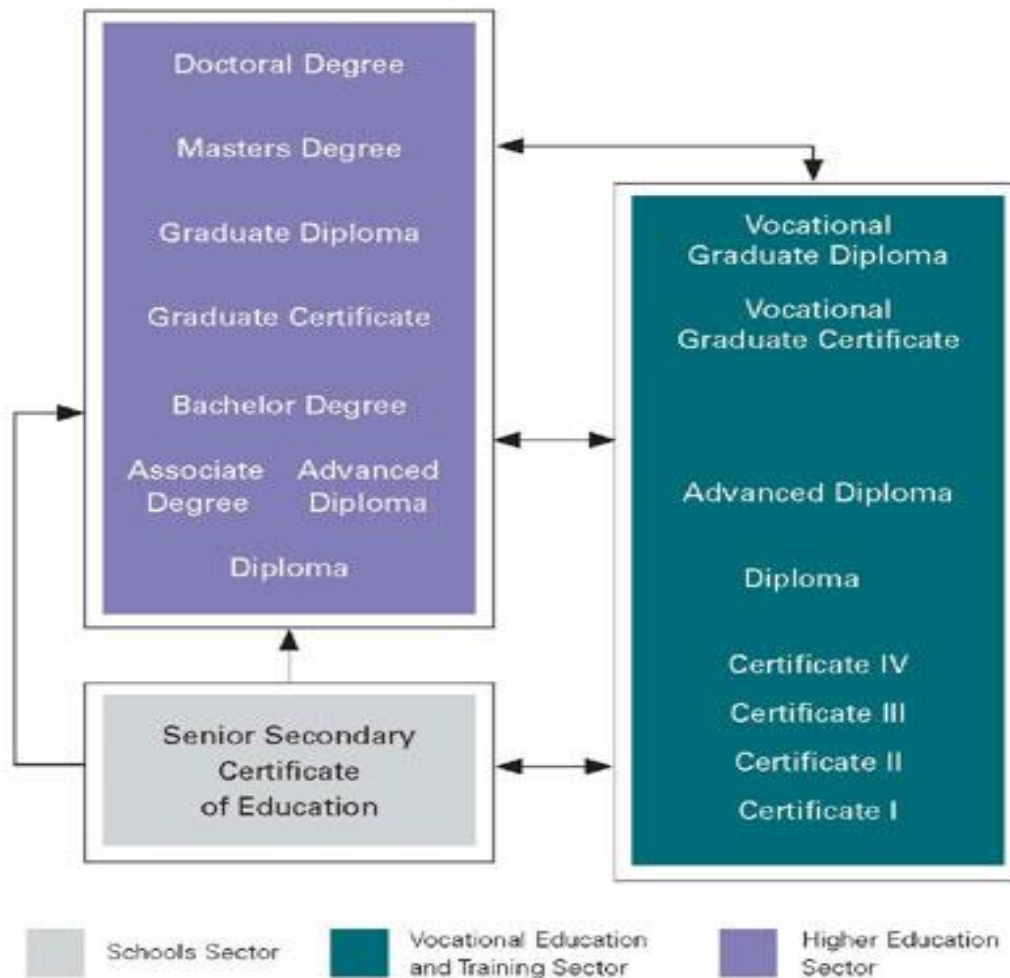 Doctoral Degree
Masters Degree
Graduate Diploma
Graduate Certificate
Bachelor Degree
Associate
Degree
Advanced
Diploma
Diploma
Senior Secondary
Certificate
of Education
Vocational
Graduate Diploma
Vocational
Graduate Certificate
Advanced Diploma
Diploma
Certificate IV
Certificate III
Certificate II
Certificate I
Schools Sector
Vocational Education
and Training Sector
Higher Education
Sector